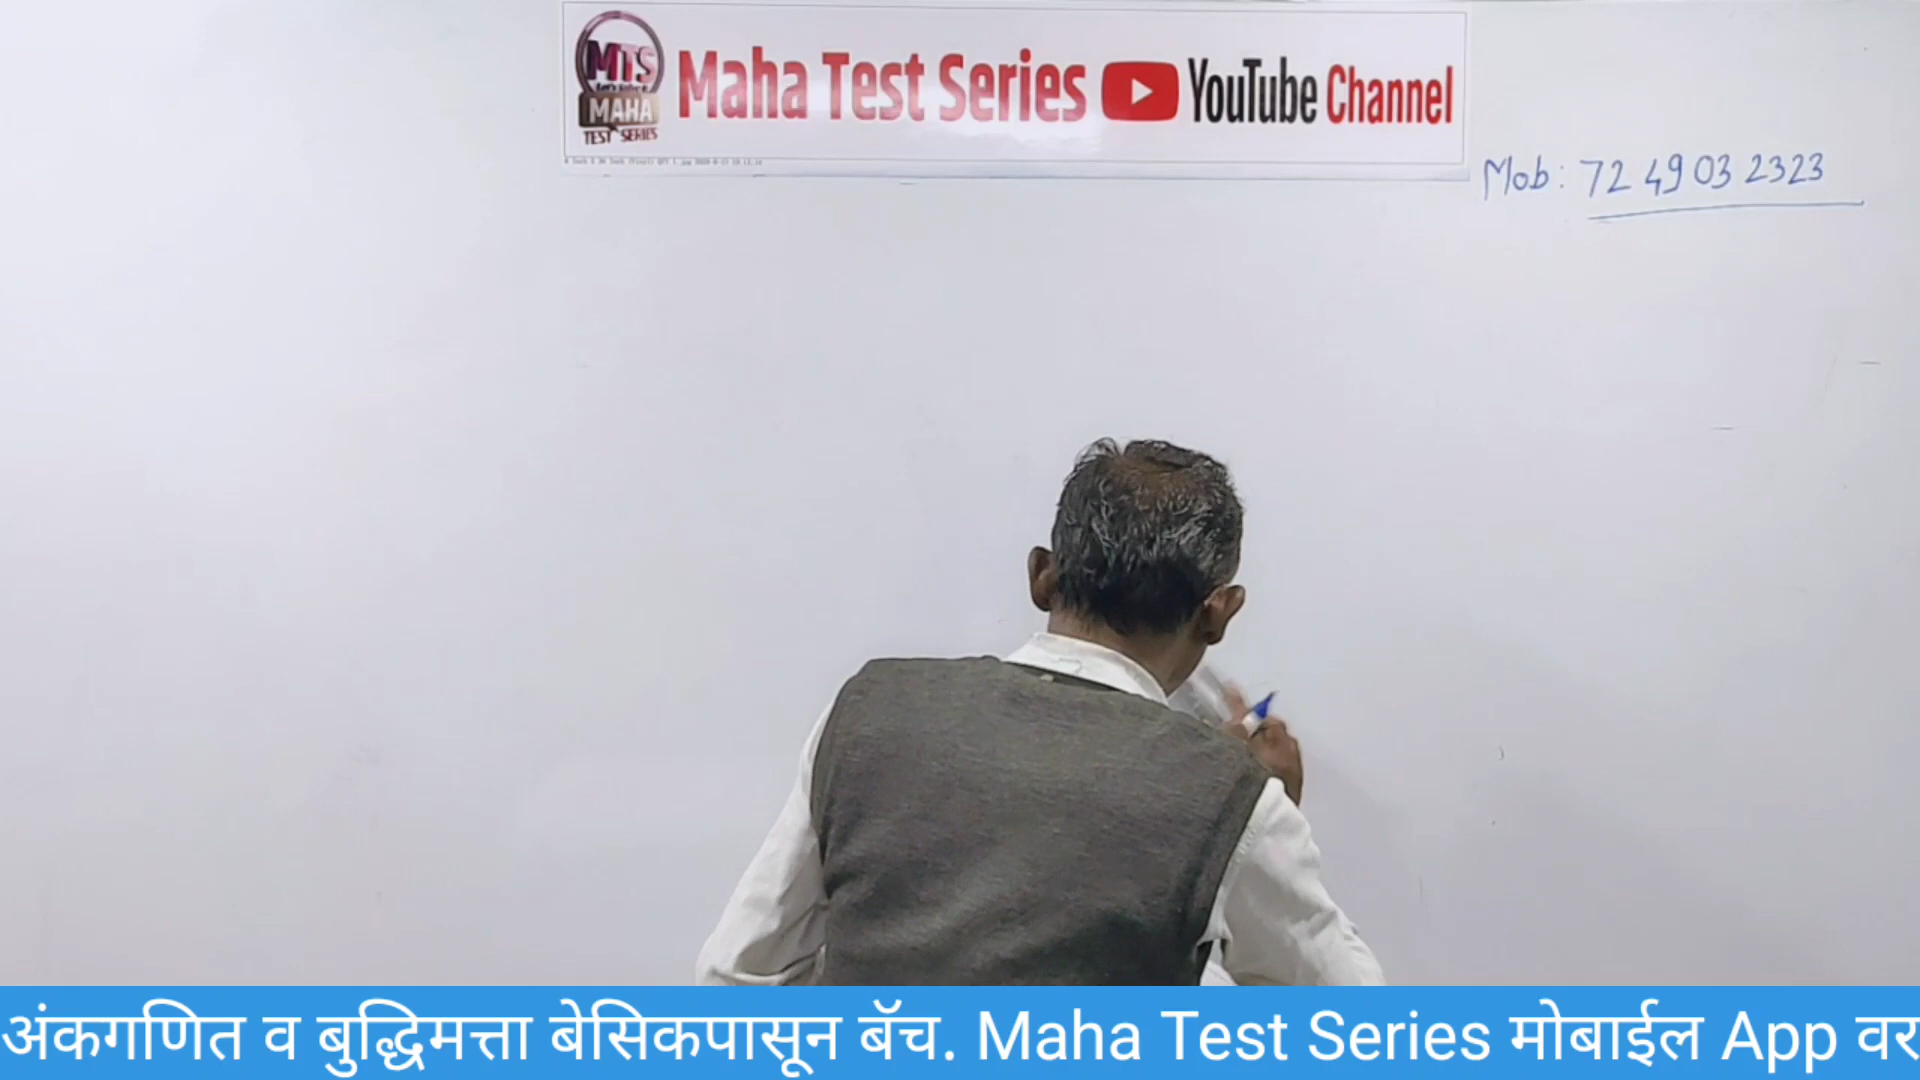 MTS
MAHA
TEST SERIES
Maha Test Series YouTube Channel
Mob: 72 49 03 2323
अंकगणित व बुद्धिमत्ता बेसिकपासून बॅच. Maha Test Series मोबाईल App वर